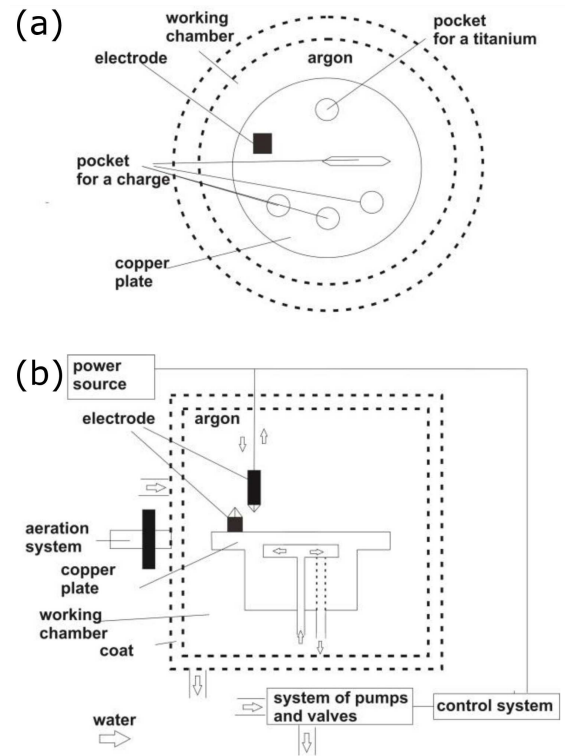 (a)
working
chamber
pocket
for a titanium
electrode
argon
pocket
for a charge
copper
plate
(b)
power
source
electrode
argon
aeration
system
copper
plate
working
chamber
coat
system of pumps
and valves
control system
water